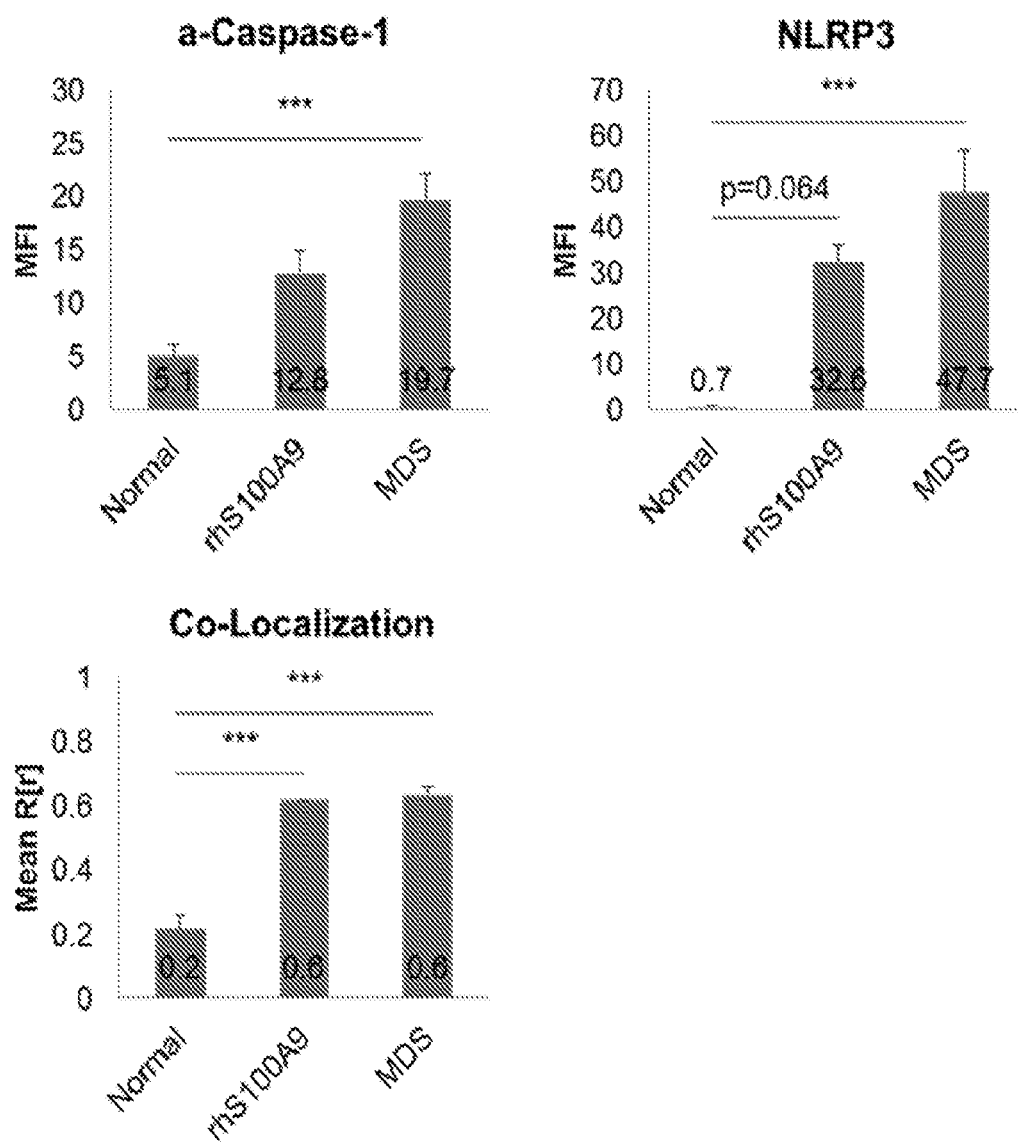 a-Caspase-1
***
30
25
20
15
10
5
0
MFI
5.1
12.8
19.7
Normal
rhS100A9
MDS
NLRP3
***
p=0.064
70
60
50
40
30
20
10
0
MFI
0.7
32.6
47.7
Normal
rhS100A9
MDS
Co-Localization
***
***
1
0.8
0.6
0.4
0.2
0
Mean R[r]
0.2
0.6
0.6
Normal
rhS100A9
MDS